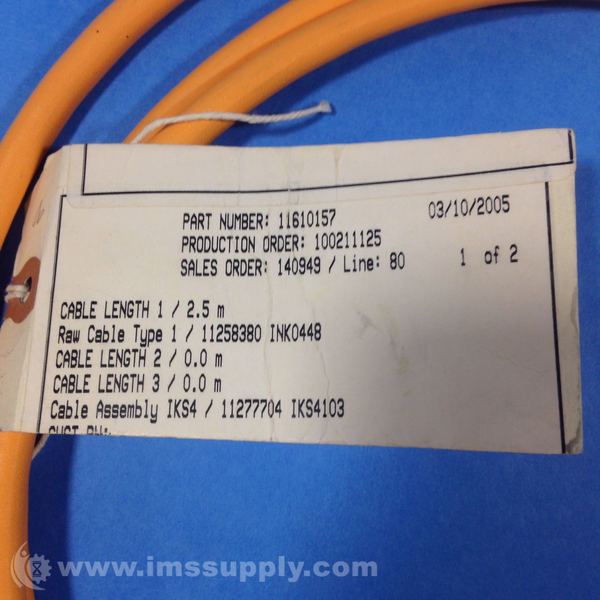 PART NUMBER: 11610157 03/10/2005
PRODUCTION ORDER: 100211125
SALES ORDER: 140949 / Line: 80 1 of 2
CABLE LENGTH 1 / 2.5 m
Raw Cable Type 1 / 11258380 INK0448
CABLE LENGTH 2 / 0.0 m
CABLE LENGTH 3 / 0.0 m
Cable Assembly IKS4 / 11277704 IKS4103
www.imssupply.com